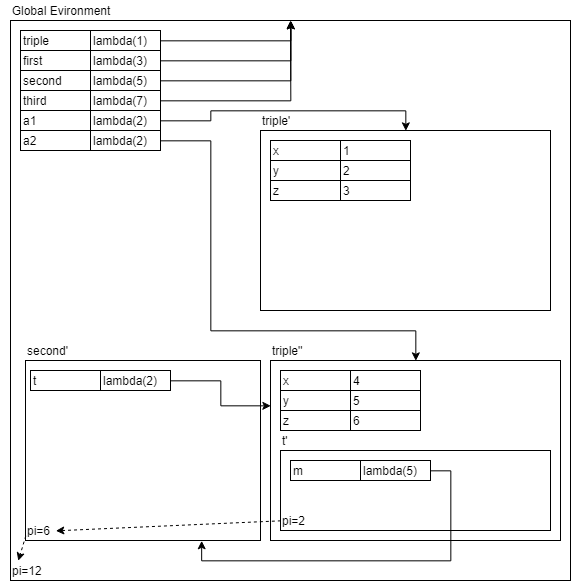 Global Evironment
triple lambda(1)
first lambda(3)
second lambda(5)
third lambda(7)
a1 lambda(2)
a2 lambda(2)
triple'
x 1
y 2
z 3
second'
t lambda(2)
triple''
x 4
y 5
z 6
t'
m lambda(5)
pi=2
pi=6
pi=12